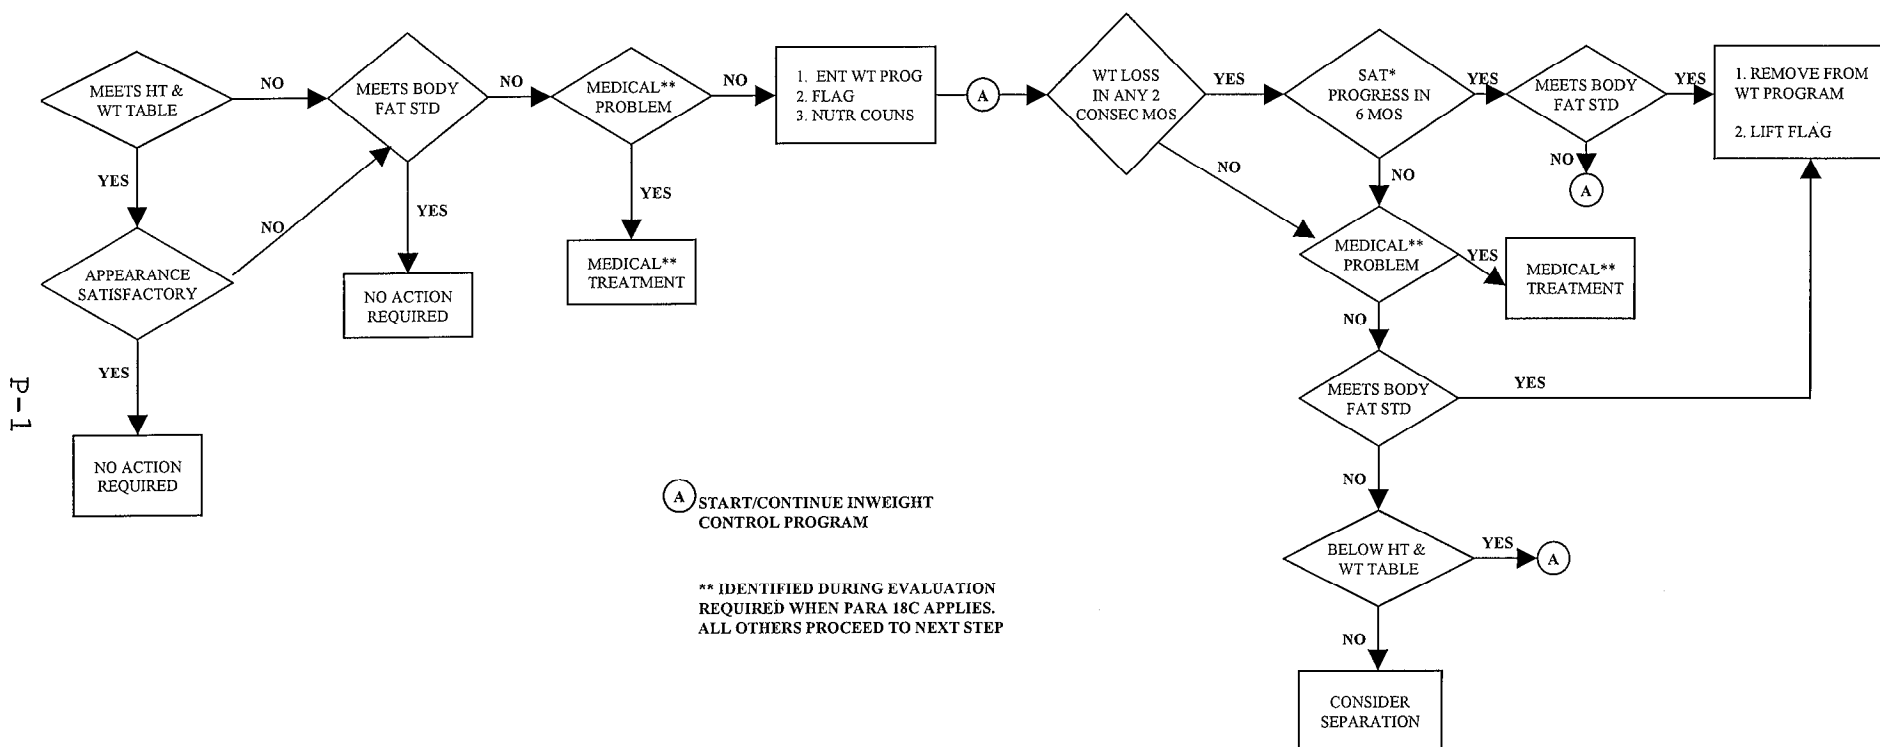 MEETS HT &
WT TABLE
NO
MEETS BODY
FAT STD
NO
MEDICAL**
PROBLEM
NO
1. ENT WT PROG
2. FLAG
3. NUTR COUNS
A
WT LOSS
IN ANY 2
CONSEC MOS
YES
SAT*
PROGRESS IN
6 MOS
YES
MEETS BODY
FAT STD
YES
1. REMOVE FROM
WT PROGRAM
2. LIFT FLAG
YES
NO
YES
YES
NO
NO
NO
A
APPEARANCE
SATISFACTORY
NO ACTION
REQUIRED
MEDICAL**
TREATMENT
MEDICAL**
PROBLEM
YES
MEDICAL**
TREATMENT
YES
NO
P-1
MEETS BODY
FAT STD
YES
NO ACTION
REQUIRED
NO
A
START/CONTINUE INWEIGHT
CONTROL PROGRAM
BELOW HT &
WT TABLE
YES
A
** IDENTIFIED DURING EVALUATION
REQUIRED WHEN PARA 18C APPLIES.
ALL OTHERS PROCEED TO NEXT STEP
NO
CONSIDER
SEPARATION